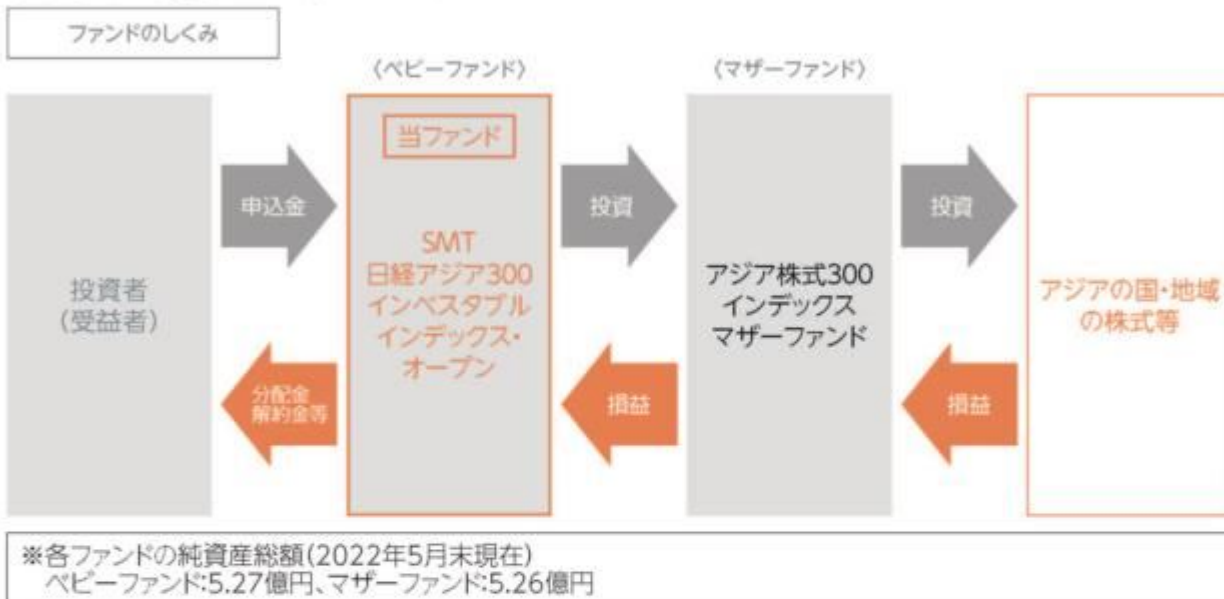 ファンドのしくみ
〈ベビーファンド〉
〈マザーファンド〉
投資者
(受益者)
申込金
分配金
解約金等
当ファンド
SMT
日経アジア300
インベスタブル
インデックス・
オープン
投資
損益
アジア株式300
インデックス
マザーファンド
投資
損益
アジアの国・地域
の株式等
※各ファンドの純資産総額(2022年5月末現在)
ベビーファンド:5.27億円、マザーファンド:5.26億円